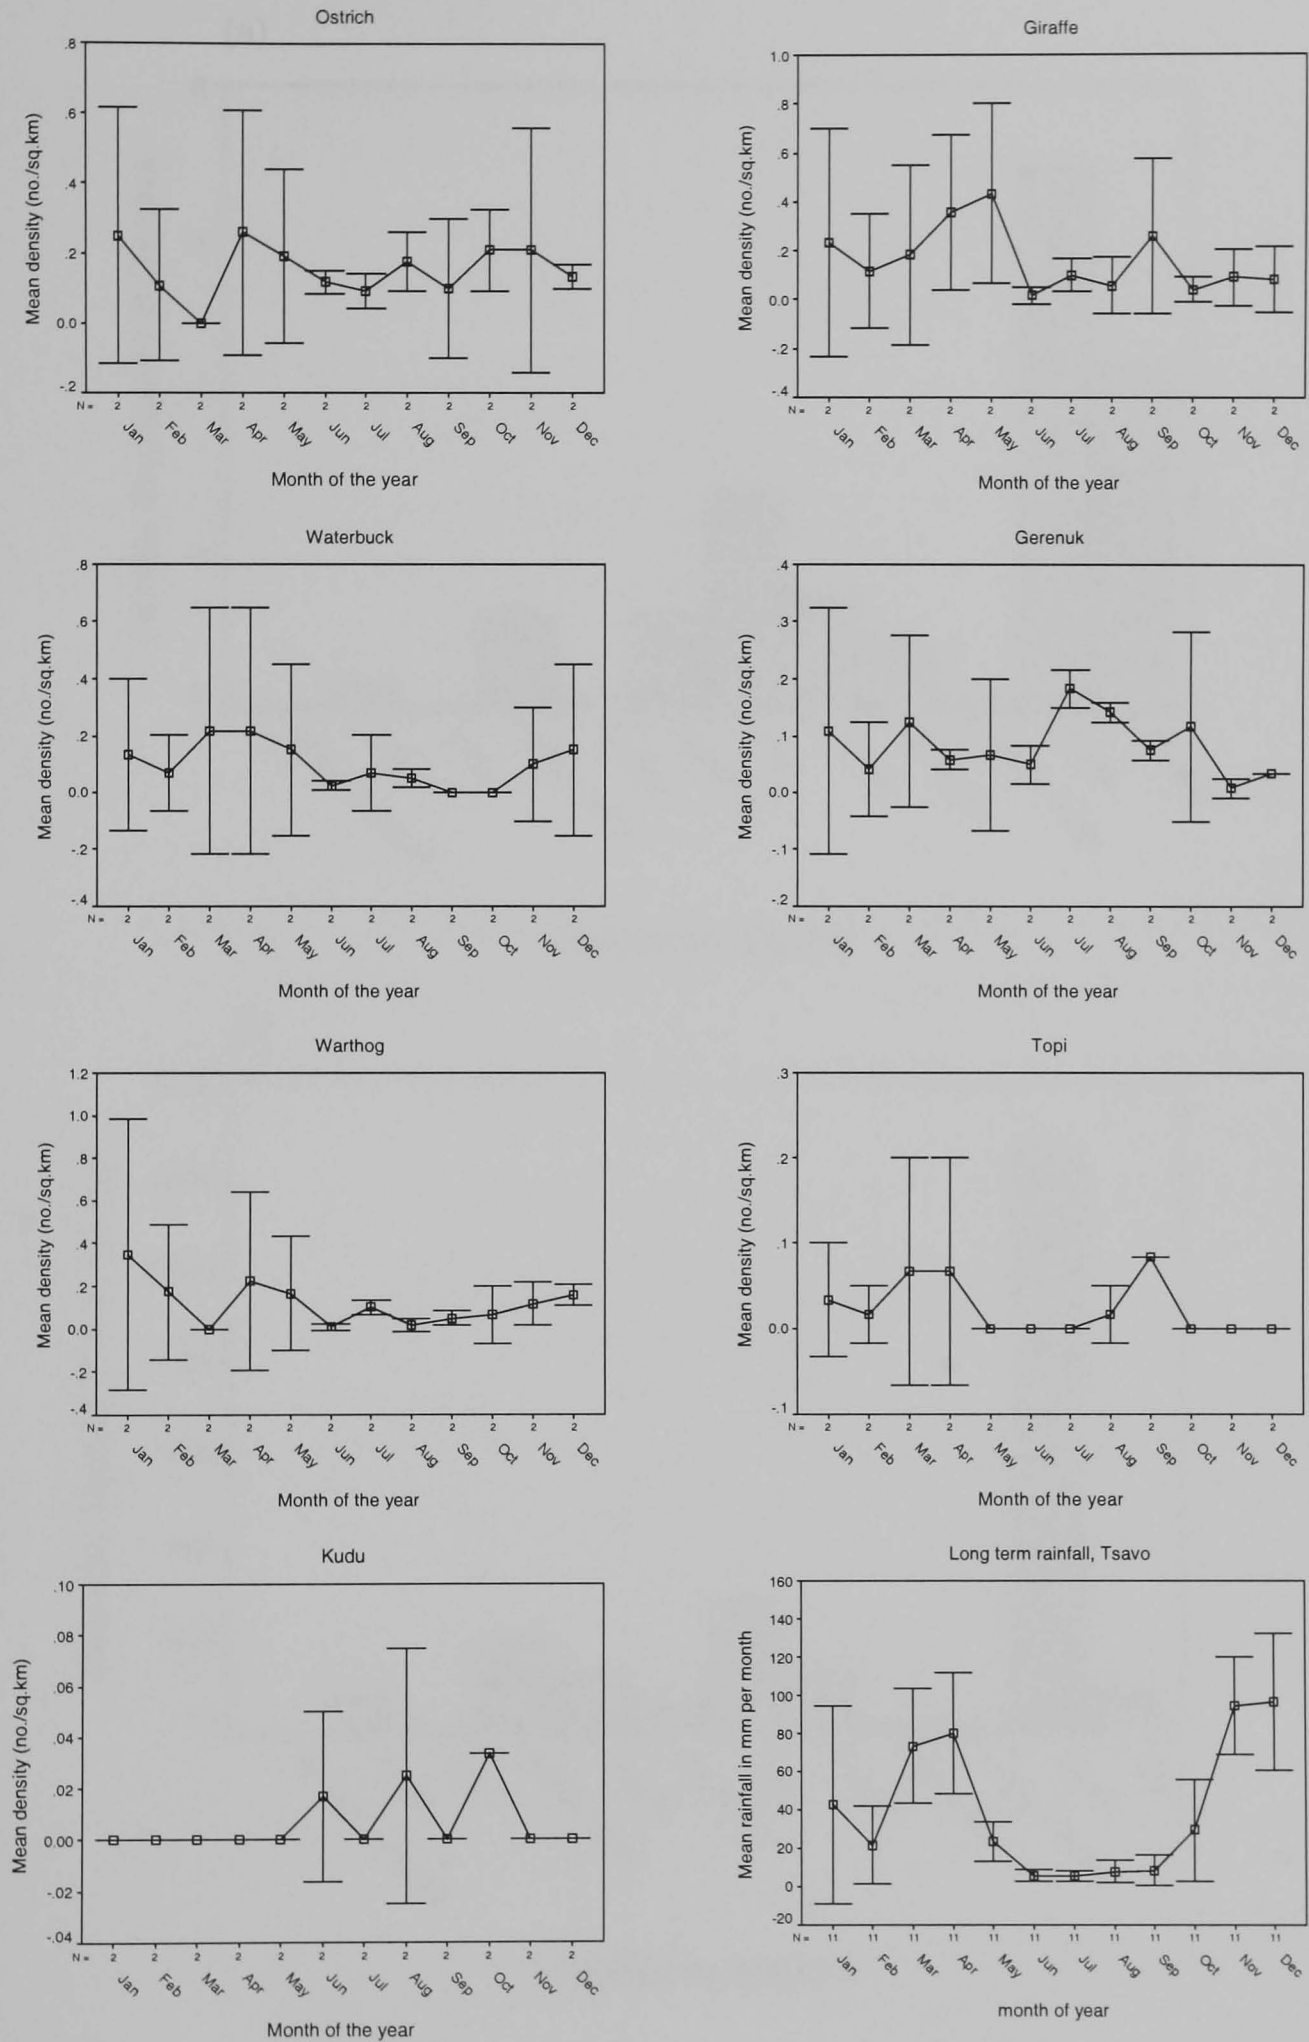 Ostrich
Mean density (no./sq.km)
.8
.6
.4
.2
0.0
-.2
N = 2 2 2 2 2 2 2 2 2 2 2 2
Jan Feb Mar Apr May Jun Jul Aug Sep Oct Nov Dec
Month of the year
Giraffe
Mean density (no./sq.km)
1.0
.8
.6
.4
.2
0.0
-.2
-.4
N = 2 2 2 2 2 2 2 2 2 2 2 2
Jan Feb Mar Apr May Jun Jul Aug Sep Oct Nov Dec
Month of the year
Waterbuck
Mean density (no./sq.km)
.8
.6
.4
.2
0.0
-.2
-.4
N = 2 2 2 2 2 2 2 2 2 2 2 2
Jan Feb Mar Apr May Jun Jul Aug Sep Oct Nov Dec
Month of the year
Gerenuk
Mean density (no./sq.km)
.4
.3
.2
.1
0.0
-.1
-.2
N = 2 2 2 2 2 2 2 2 2 2 2 2
Jan Feb Mar Apr May Jun Jul Aug Sep Oct Nov Dec
Month of the year
Warthog
Mean density (no./sq.km)
1.2
1.0
.8
.6
.4
.2
0.0
-.2
-.4
N = 2 2 2 2 2 2 2 2 2 2 2 2
Jan Feb Mar Apr May Jun Jul Aug Sep Oct Nov Dec
Month of the year
Topi
Mean density (no./sq.km)
.3
.2
.1
0.0
-.1
N = 2 2 2 2 2 2 2 2 2 2 2 2
Jan Feb Mar Apr May Jun Jul Aug Sep Oct Nov Dec
Month of the year
Kudu
Mean density (no./sq.km)
.10
.08
.06
.04
.02
0.00
-.02
-.04
N = 2 2 2 2 2 2 2 2 2 2 2 2
Jan Feb Mar Apr May Jun Jul Aug Sep Oct Nov Dec
Month of the year
Long term rainfall, Tsavo
Mean rainfall in mm per month
160
140
120
100
80
60
40
20
0
-20
N = 11 11 11 11 11 11 11 11 11 11 11 11
Jan Feb Mar Apr May Jun Jul Aug Sep Oct Nov Dec
month of year